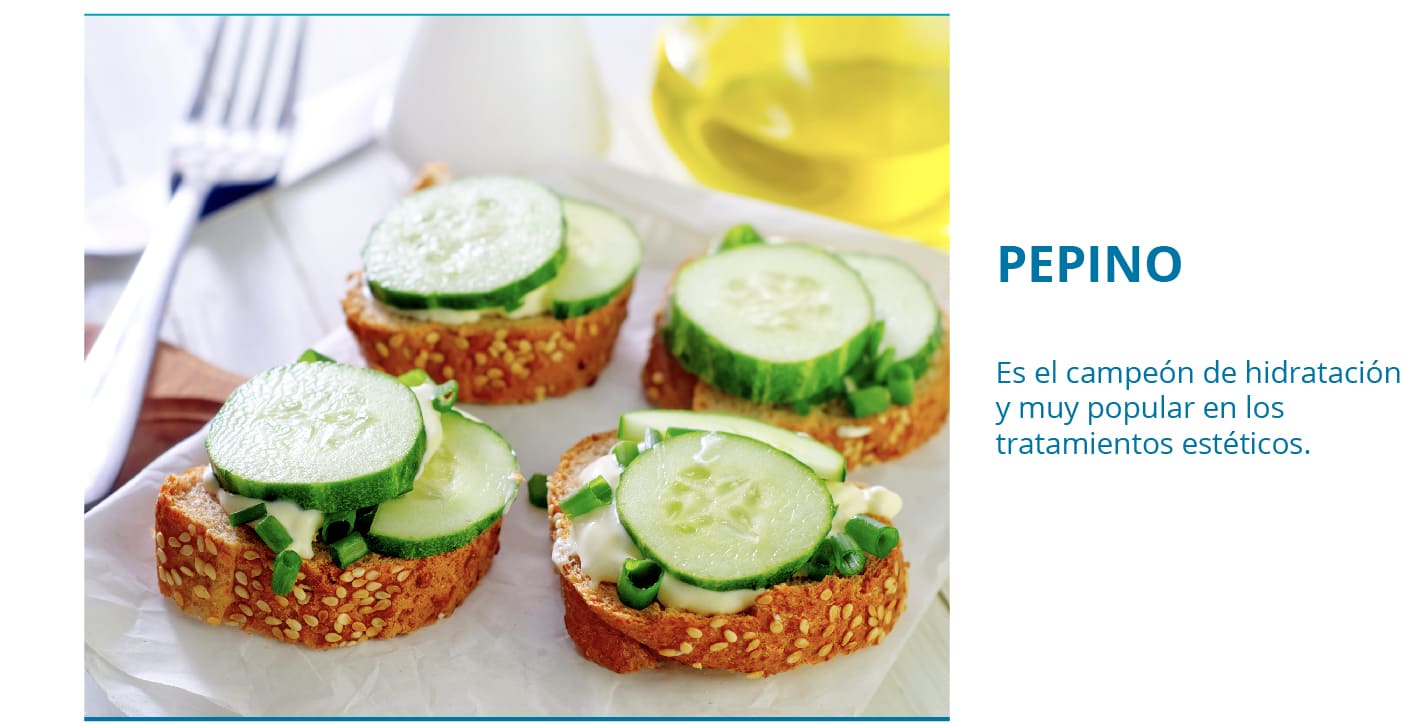 PEPINO
Es el campeón de hidratación
y muy popular en los
tratamientos estéticos.